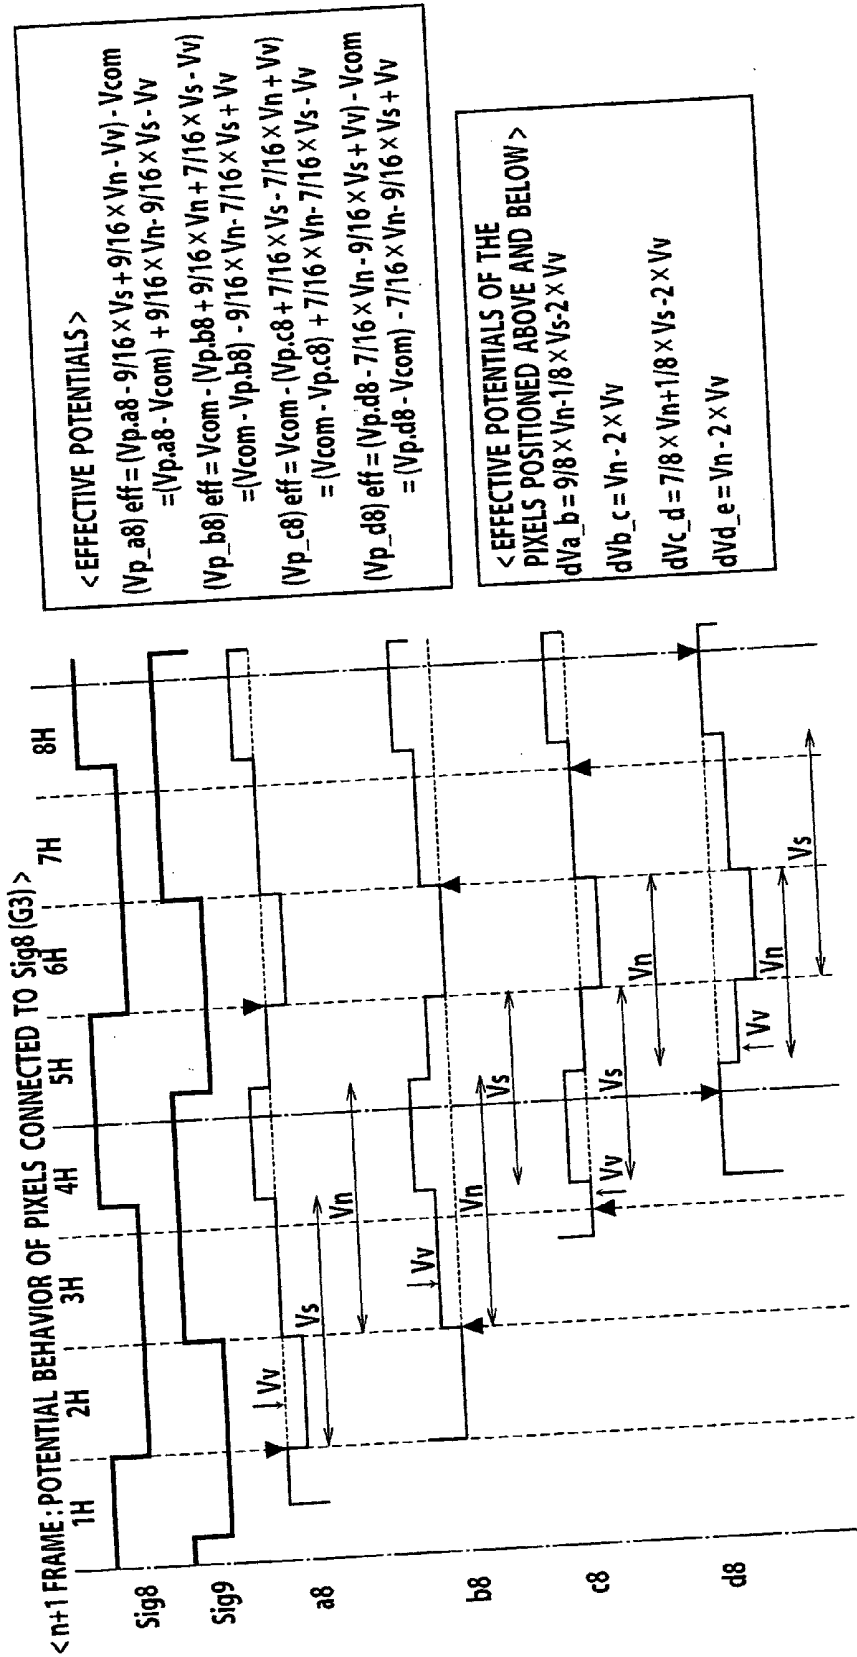 <n+1 FRAME : POTENTIAL BEHAVIOR OF PIXELS CONNECTED TO Sig8 (G3)>
1H 2H 3H 4H 5H 6H 7H 8H
Sig8
Sig9
a8
Vv
Vs
Vn
b8
Vv
Vn
Vs
c8
Vv
Vs
Vn
d8
Vv
Vn
Vs
<EFFECTIVE POTENTIALS>
(Vp_a8) eff = (Vp.a8 - 9/16 × Vs + 9/16 × Vn - Vv) - Vcom
=(Vp.a8 - Vcom) + 9/16 × Vn- 9/16 × Vs - Vv
(Vp_b8) eff = Vcom - (Vp.b8 + 9/16 × Vn + 7/16 × Vs - Vv)
=(Vcom - Vp.b8) - 9/16 × Vn- 7/16 × Vs + Vv
(Vp_c8) eff = Vcom - (Vp.c8 + 7/16 × Vs - 7/16 × Vn + Vv)
= (Vcom - Vp.c8) + 7/16 × Vn- 7/16 × Vs - Vv
(Vp_d8) eff = (Vp.d8 - 7/16 × Vn - 9/16 × Vs + Vv) - Vcom
= (Vp.d8 - Vcom) - 7/16 × Vn- 9/16 × Vs + Vv
<EFFECTIVE POTENTIALS OF THE
PIXELS POSITIONED ABOVE AND BELOW>
dVa_b = 9/8 × Vn-1/8 × Vs-2 × Vv
dVb_c = Vn - 2 × Vv
dVc_d = 7/8 × Vn+1/8 × Vs-2 × Vv
dVd_e = Vn - 2 × Vv